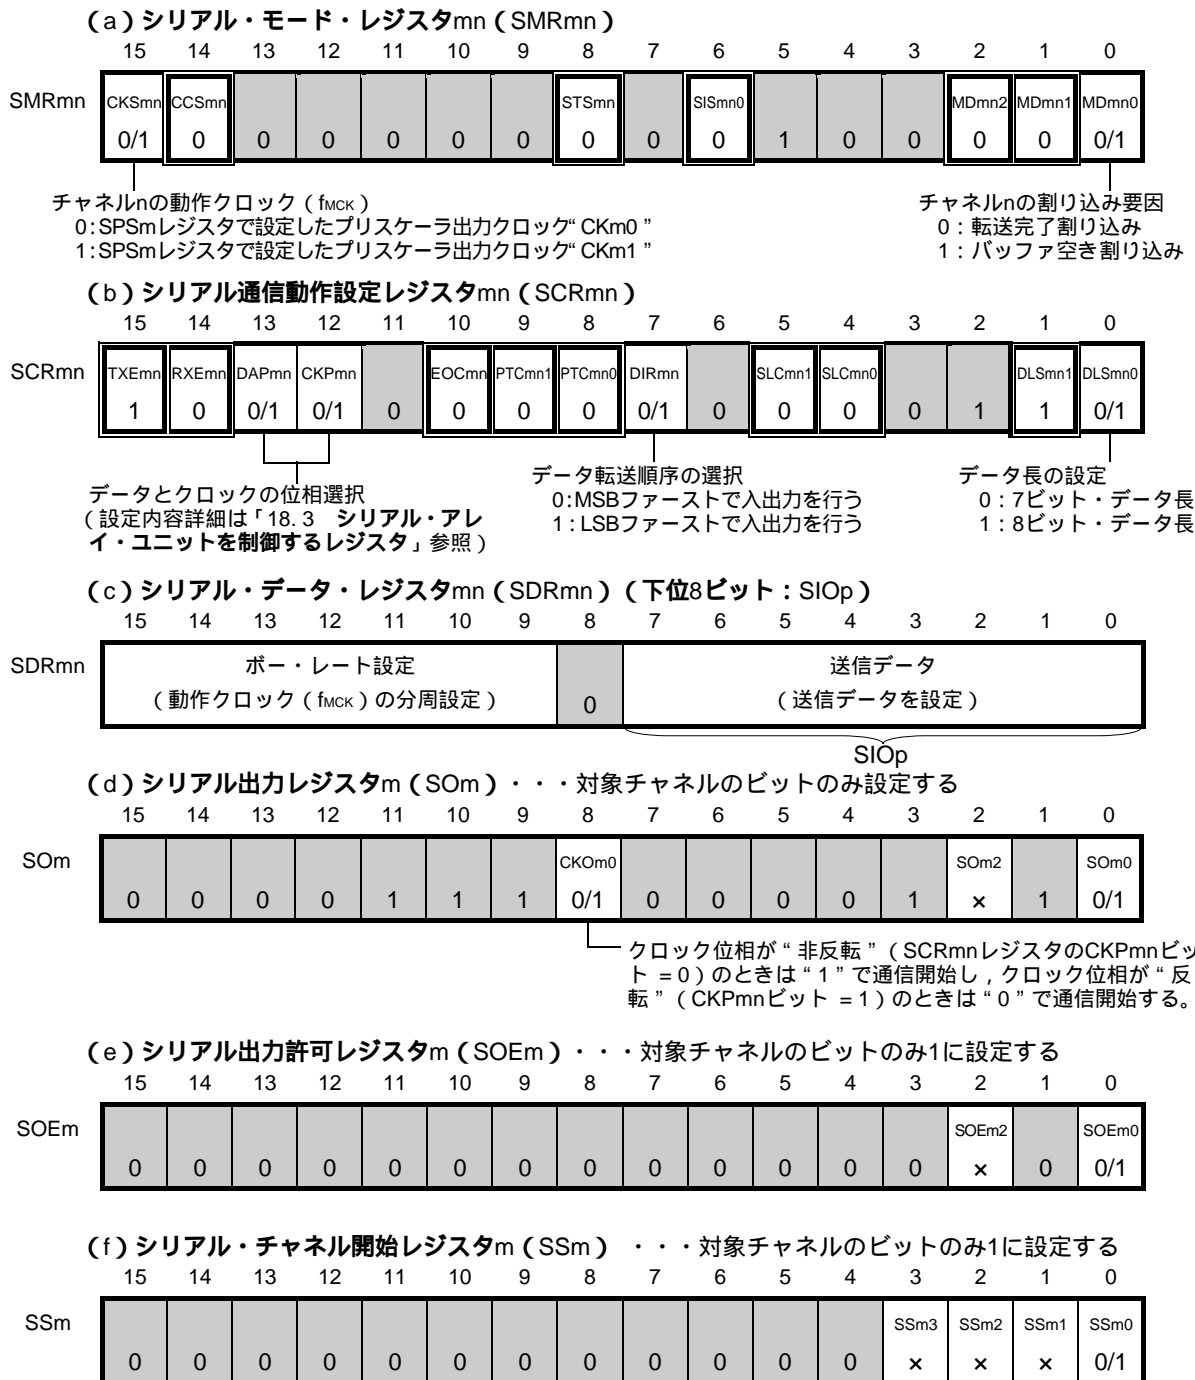 (a) シリアル・モード・レジスタmn (SMRmn)
15 14 13 12 11 10 9 8 7 6 5 4 3 2 1 0
SMRmn CKSmn CCSmn STSmn SISmn0 MDmn2 MDmn1 MDmn0
0/1 0 0 0 0 0 0 0 0 0 1 0 0 0 0 0/1
チャネルnの動作クロック (fMCK) チャネルnの割り込み要因
0:SPSmレジスタで設定したプリスケーラ出力クロック“CKm0” 0:転送完了割り込み
1:SPSmレジスタで設定したプリスケーラ出力クロック“CKm1” 1:バッファ空き割り込み
(b) シリアル通信動作設定レジスタmn (SCRmn)
15 14 13 12 11 10 9 8 7 6 5 4 3 2 1 0
SCRmn TXEmn RXEmn DAPmn CKPmn EOCmn PTCmn1 PTCmn0 DIRmn SLCmn1 SLCmn0 DLSmn1 DLSmn0
1 0 0/1 0/1 0 0 0 0 0/1 0 0 0 0 1 1 0/1
データとクロックの位相選択
(設定内容詳細は「18.3 シリアル・アレ
イ・ユニットを制御するレジスタ」参照)
データ転送順序の選択
0:MSBファーストで入出力を行う
1:LSBファーストで入出力を行う
データ長の設定
0:7ビット・データ長
1:8ビット・データ長
(c) シリアル・データ・レジスタmn (SDRmn) (下位8ビット:SIOp)
15 14 13 12 11 10 9 8 7 6 5 4 3 2 1 0
SDRmn ボー・レート設定 送信データ
(動作クロック (fMCK) の分周設定) 0 (送信データを設定)
SIOp
(d) シリアル出力レジスタm (SOm) ・・・対象チャネルのビットのみ設定する
15 14 13 12 11 10 9 8 7 6 5 4 3 2 1 0
SOm CKOm0 SOm2 SOm0
0 0 0 0 1 1 1 0/1 0 0 0 0 1 × 1 0/1
クロック位相が“非反転”(SCRmnレジスタのCKPmnビッ
ト =0)のときは“1”で通信開始し,クロック位相が“反
転”(CKPmnビット =1)のときは“0”で通信開始する。
(e) シリアル出力許可レジスタm (SOEm) ・・・対象チャネルのビットのみ1に設定する
15 14 13 12 11 10 9 8 7 6 5 4 3 2 1 0
SOEm SOEm2 SOEm0
0 0 0 0 0 0 0 0 0 0 0 0 0 × 0 0/1
(f) シリアル・チャネル開始レジスタm (SSm) ・・・対象チャネルのビットのみ1に設定する
15 14 13 12 11 10 9 8 7 6 5 4 3 2 1 0
SSm SSm3 SSm2 SSm1 SSm0
0 0 0 0 0 0 0 0 0 0 0 0 × × × 0/1